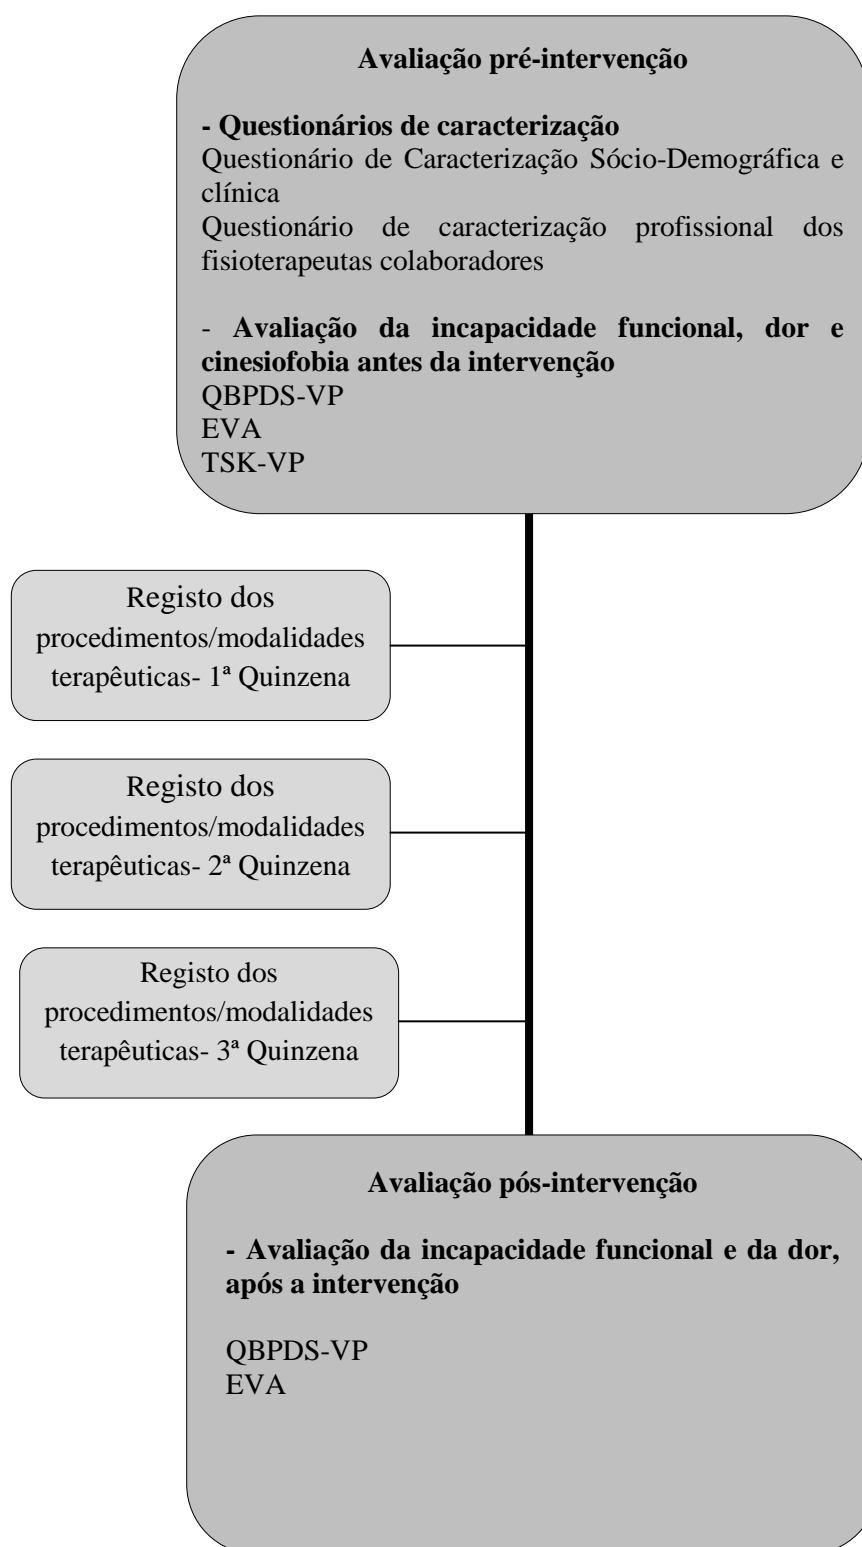 Avaliação pré-intervenção
- Questionários de caracterização
Questionário de Caracterização Sócio-Demográfica e
clínica
Questionário de caracterização profissional dos
fisioterapeutas colaboradores
- Avaliação da incapacidade funcional, dor e
cinesiofobia antes da intervenção
QBPDS-VP
EVA
TSK-VP
Registo dos
procedimentos/modalidades
terapêuticas- 1ª Quinzena
Registo dos
procedimentos/modalidades
terapêuticas- 2ª Quinzena
Registo dos
procedimentos/modalidades
terapêuticas- 3ª Quinzena
Avaliação pós-intervenção
- Avaliação da incapacidade funcional e da dor,
após a intervenção
QBPDS-VP
EVA